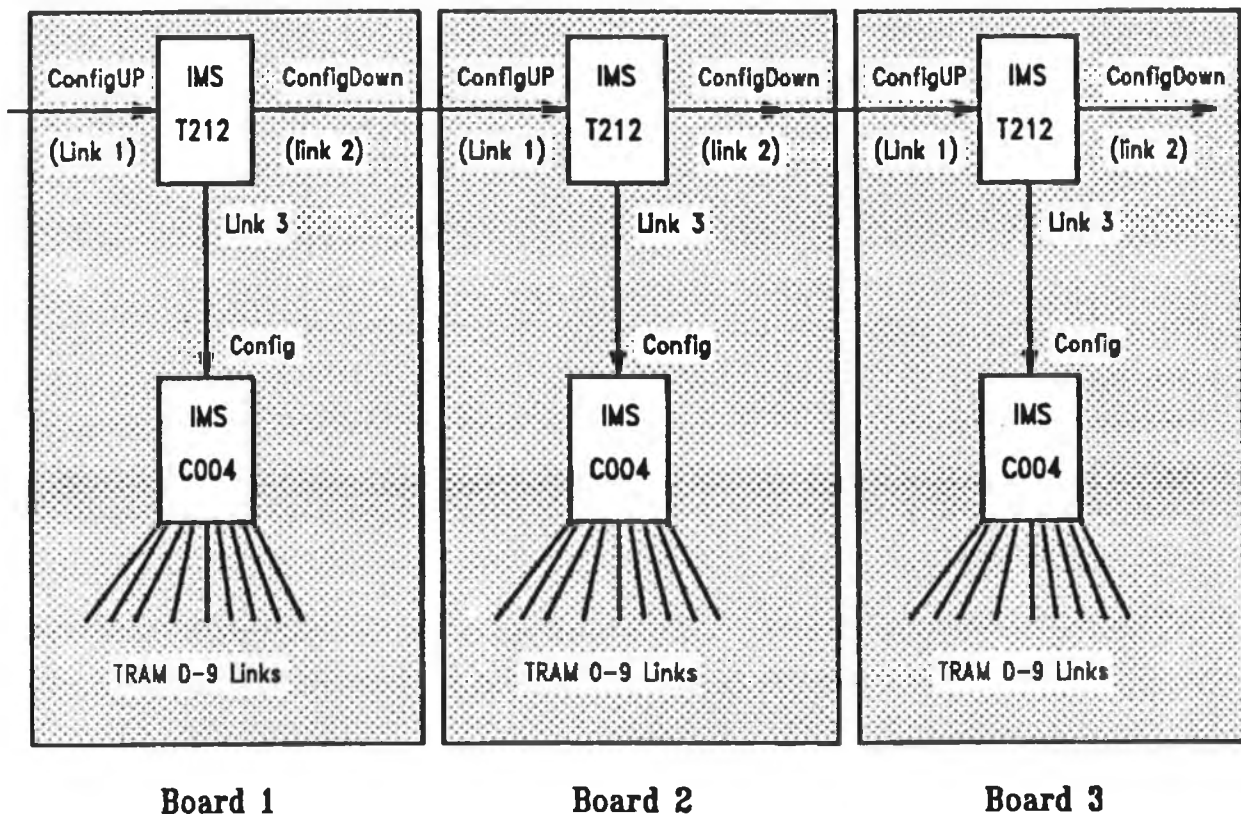 IMS
ConfigUP
ConfigDown
T212
(Link 1)
(link 2)
Link 3
Config
IMS
C004
TRAM 0-9 Links
Board 1
IMS
ConfigUP
ConfigDown
T212
(Link 1)
(link 2)
Link 3
Config
IMS
C004
TRAM 0-9 Links
Board 2
IMS
ConfigUP
ConfigDown
T212
(Link 1)
(link 2)
Link 3
Config
IMS
C004
TRAM 0-9 Links
Board 3